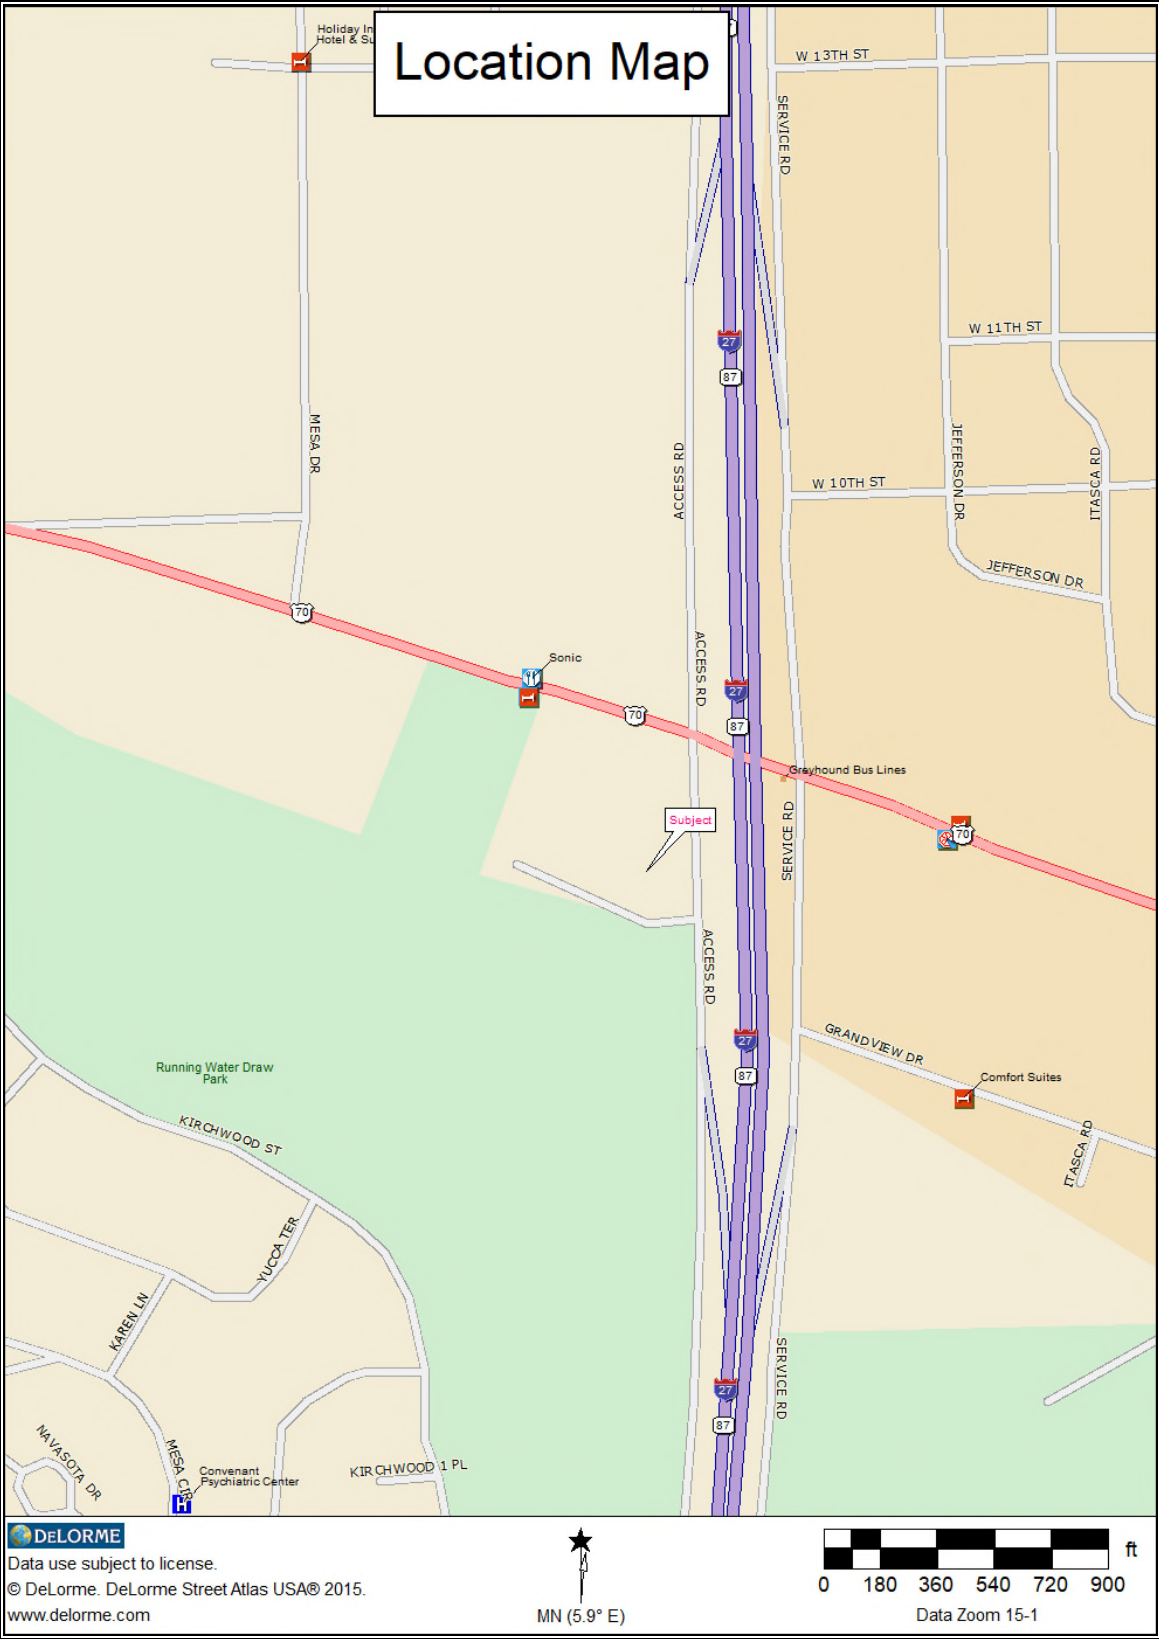 Holiday In
Hotel & Su
Location Map
W 13TH ST
SERVICE RD
27
87
W 11TH ST
MESA DR
ACCESS RD
W 10TH ST
JEFFERSON DR
ITASCA RD
JEFFERSON DR
70
Sonic
ACCESS RD
27
70
87
Greyhound Bus Lines
Subject
SERVICE RD
70
ACCESS RD
27
GRANDVIEW DR
Running Water Draw
Park
87
Comfort Suites
KIRCHWOOD ST
ITASCA RD
YUCCA TER
KAREN LN
SERVICE RD
27
87
NAVASOTA DR
MESA CIR
Convenant
Psychiatric Center
H
KIRCHWOOD 1 PL
DELORME
Data use subject to license.
© DeLorme. DeLorme Street Atlas USA® 2015.
www.delorme.com
MN (5.9° E)
ft
0 180 360 540 720 900
Data Zoom 15-1